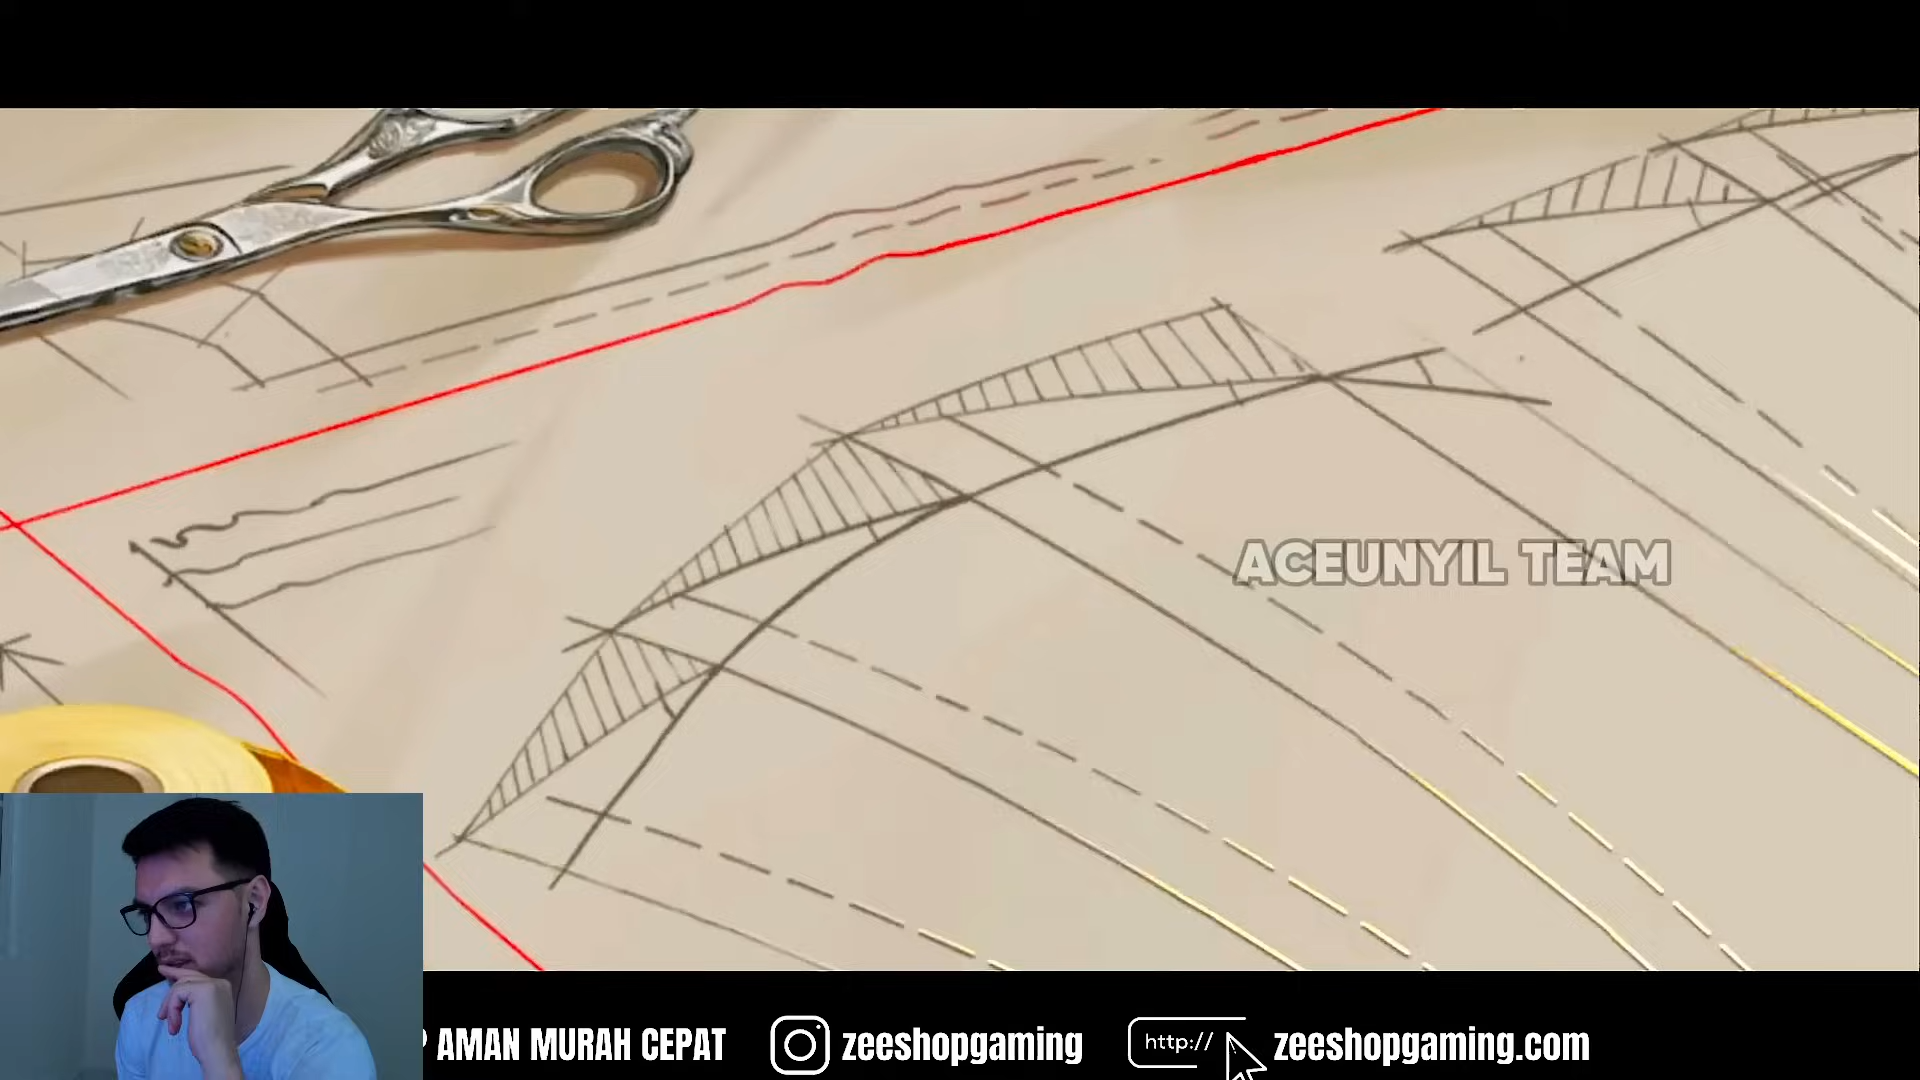 ACEUNYIL TEAM
AMAN MURAH CEPAT
zeeshopgaming
http://
zeeshopgaming.com